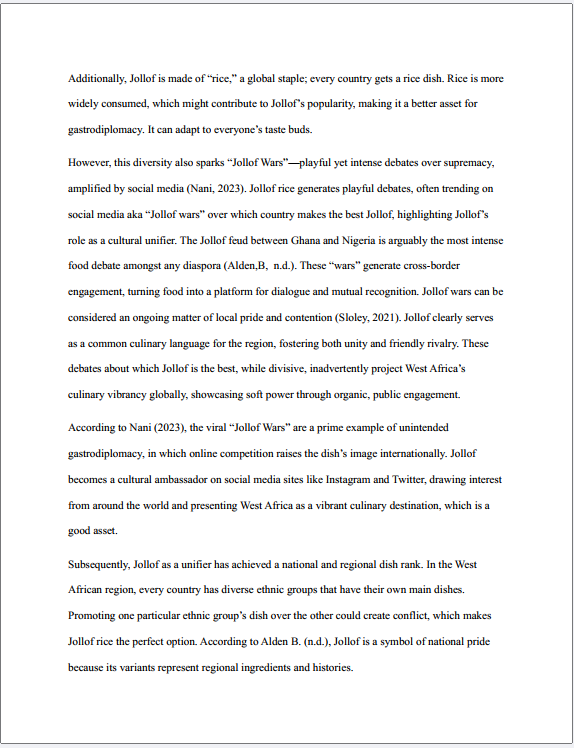 Additionally, Jollof is made of “rice,” a global staple; every country gets a rice dish. Rice is more
widely consumed, which might contribute to Jollof’s popularity, making it a better asset for
gastrodiplomacy. It can adapt to everyone’s taste buds.
However, this diversity also sparks “Jollof Wars”—playful yet intense debates over supremacy,
amplified by social media (Nani, 2023). Jollof rice generates playful debates, often trending on
social media aka “Jollof wars” over which country makes the best Jollof, highlighting Jollof’s
role as a cultural unifier. The Jollof feud between Ghana and Nigeria is arguably the most intense
food debate amongst any diaspora (Alden,B,  n.d.). These “wars” generate cross-border
engagement, turning food into a platform for dialogue and mutual recognition. Jollof wars can be
considered an ongoing matter of local pride and contention (Sloley, 2021). Jollof clearly serves
as a common culinary language for the region, fostering both unity and friendly rivalry. These
debates about which Jollof is the best, while divisive, inadvertently project West Africa’s
culinary vibrancy globally, showcasing soft power through organic, public engagement.
According to Nani (2023), the viral “Jollof Wars” are a prime example of unintended
gastrodiplomacy, in which online competition raises the dish’s image internationally. Jollof
becomes a cultural ambassador on social media sites like Instagram and Twitter, drawing interest
from around the world and presenting West Africa as a vibrant culinary destination, which is a
good asset.
Subsequently, Jollof as a unifier has achieved a national and regional dish rank. In the West
African region, every country has diverse ethnic groups that have their own main dishes.
Promoting one particular ethnic group’s dish over the other could create conflict, which makes
Jollof rice the perfect option. According to Alden B. (n.d.), Jollof is a symbol of national pride
because its variants represent regional ingredients and histories.